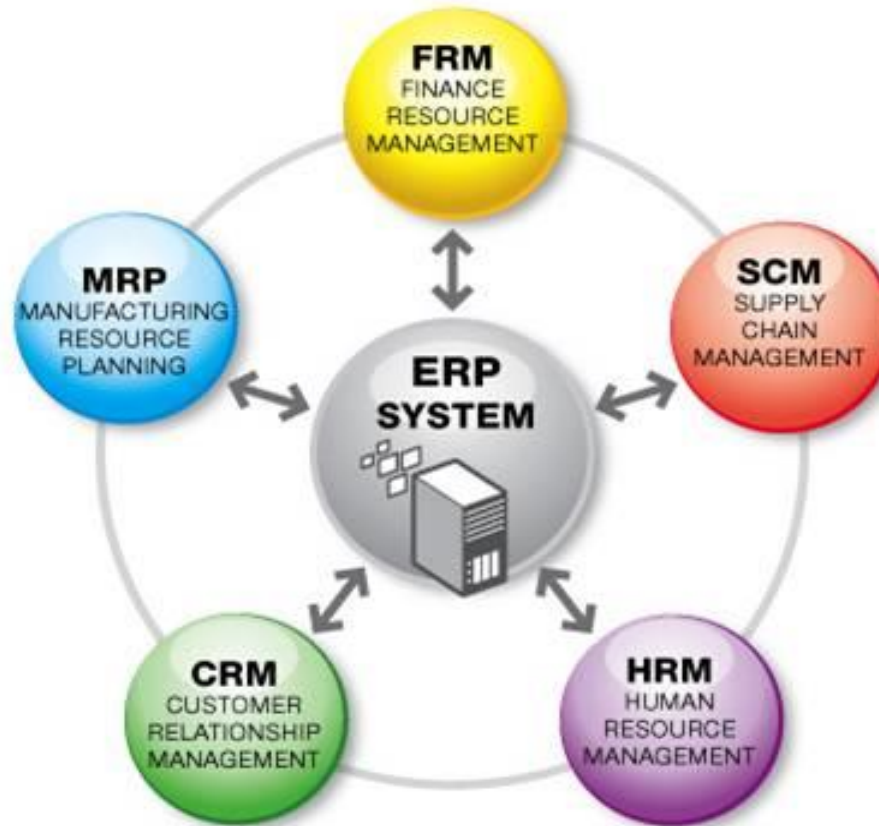 FRM
FINANCE
RESOURCE
MANAGEMENT
MRP
MANUFACTURING
RESOURCE
PLANNING
SCM
SUPPLY
CHAIN
MANAGEMENT
ERP
SYSTEM
CRM
CUSTOMER
RELATIONSHIP
MANAGEMENT
HRM
HUMAN
RESOURCE
MANAGEMENT